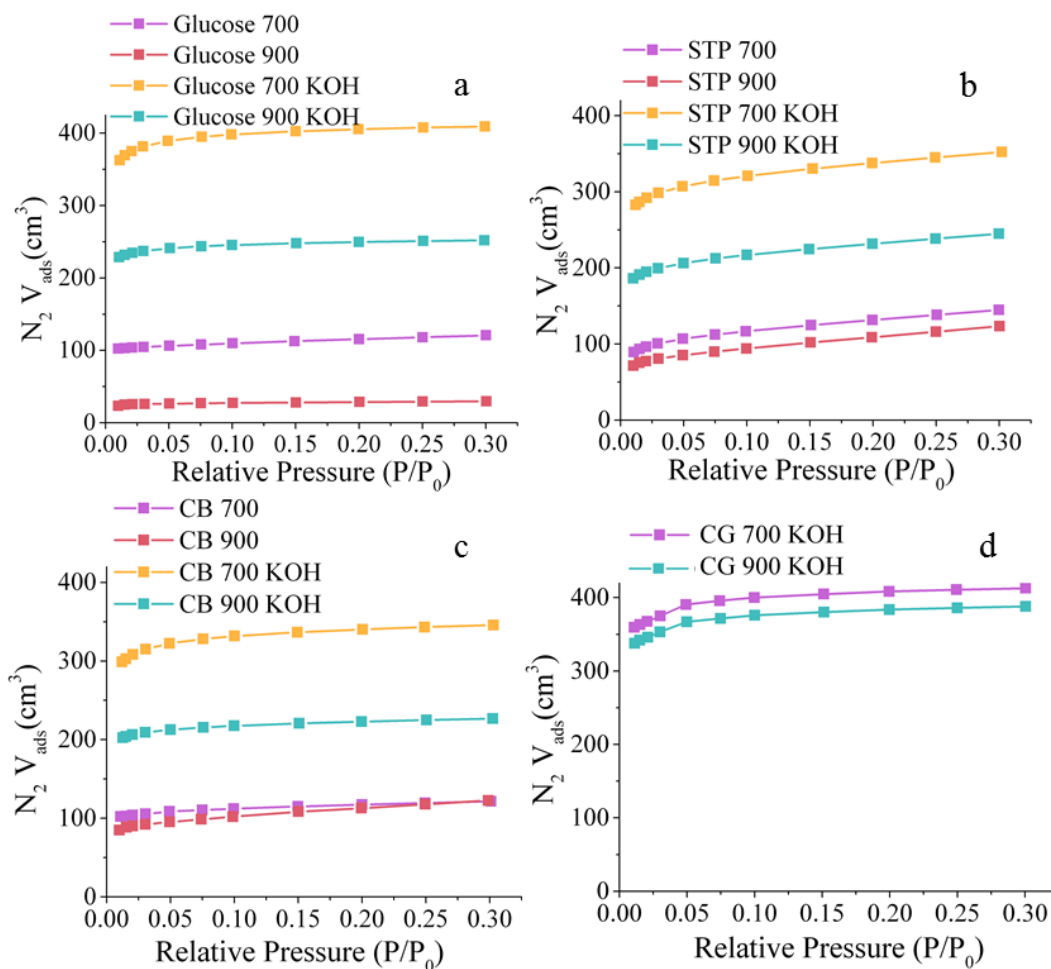 Glucose 700
Glucose 900
Glucose 700 KOH
Glucose 900 KOH
a
400
300
200
100
0
N₂ V_ads(cm³)
0.00 0.05 0.10 0.15 0.20 0.25 0.30
Relative Pressure (P/P₀)
STP 700
STP 900
STP 700 KOH
STP 900 KOH
b
400
300
200
100
0
N₂ V_ads(cm³)
0.00 0.05 0.10 0.15 0.20 0.25 0.30
Relative Pressure (P/P₀)
CB 700
CB 900
CB 700 KOH
CB 900 KOH
c
400
300
200
100
0
N₂ V_ads(cm³)
0.00 0.05 0.10 0.15 0.20 0.25 0.30
Relative Pressure (P/P₀)
CG 700 KOH
CG 900 KOH
d
400
300
200
100
0
N₂ V_ads(cm³)
0.00 0.05 0.10 0.15 0.20 0.25 0.30
Relative Pressure (P/P₀)